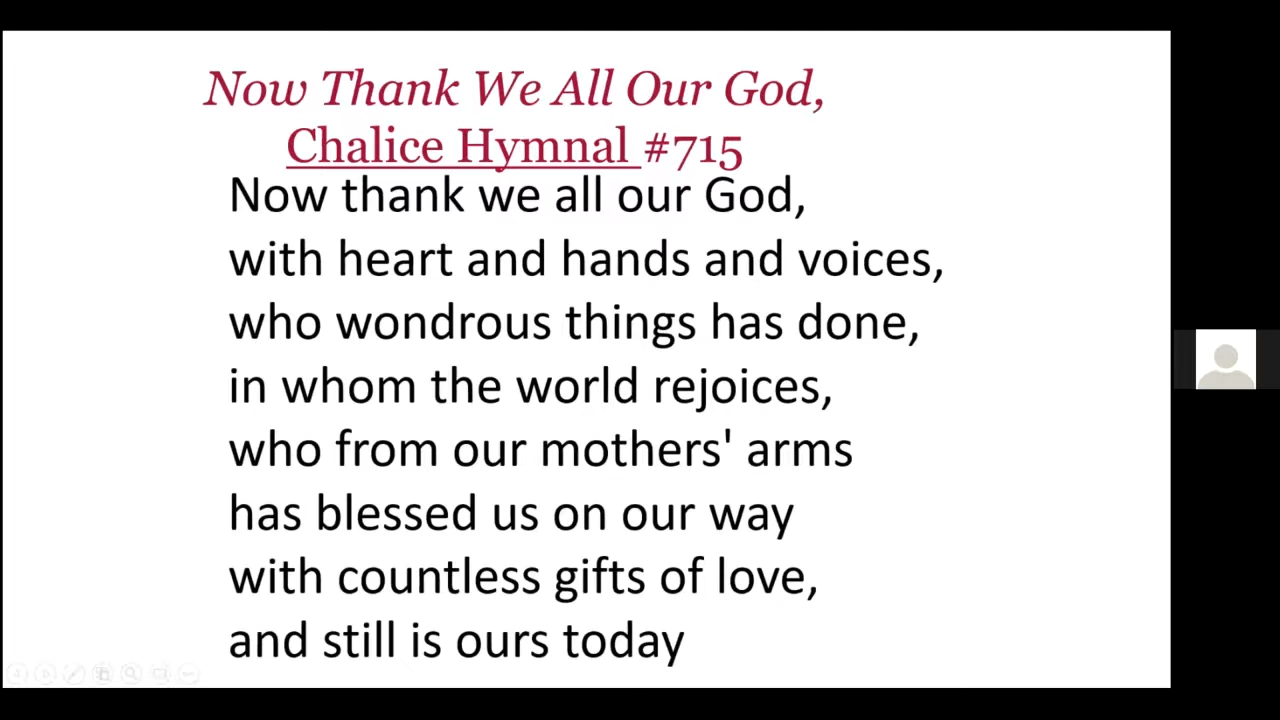 Now Thank We All Our God,
Chalice Hymnal #715
Now thank we all our God,
with heart and hands and voices,
who wondrous things has done,
in whom the world rejoices,
who from our mothers' arms
has blessed us on our way
with countless gifts of love,
and still is ours today